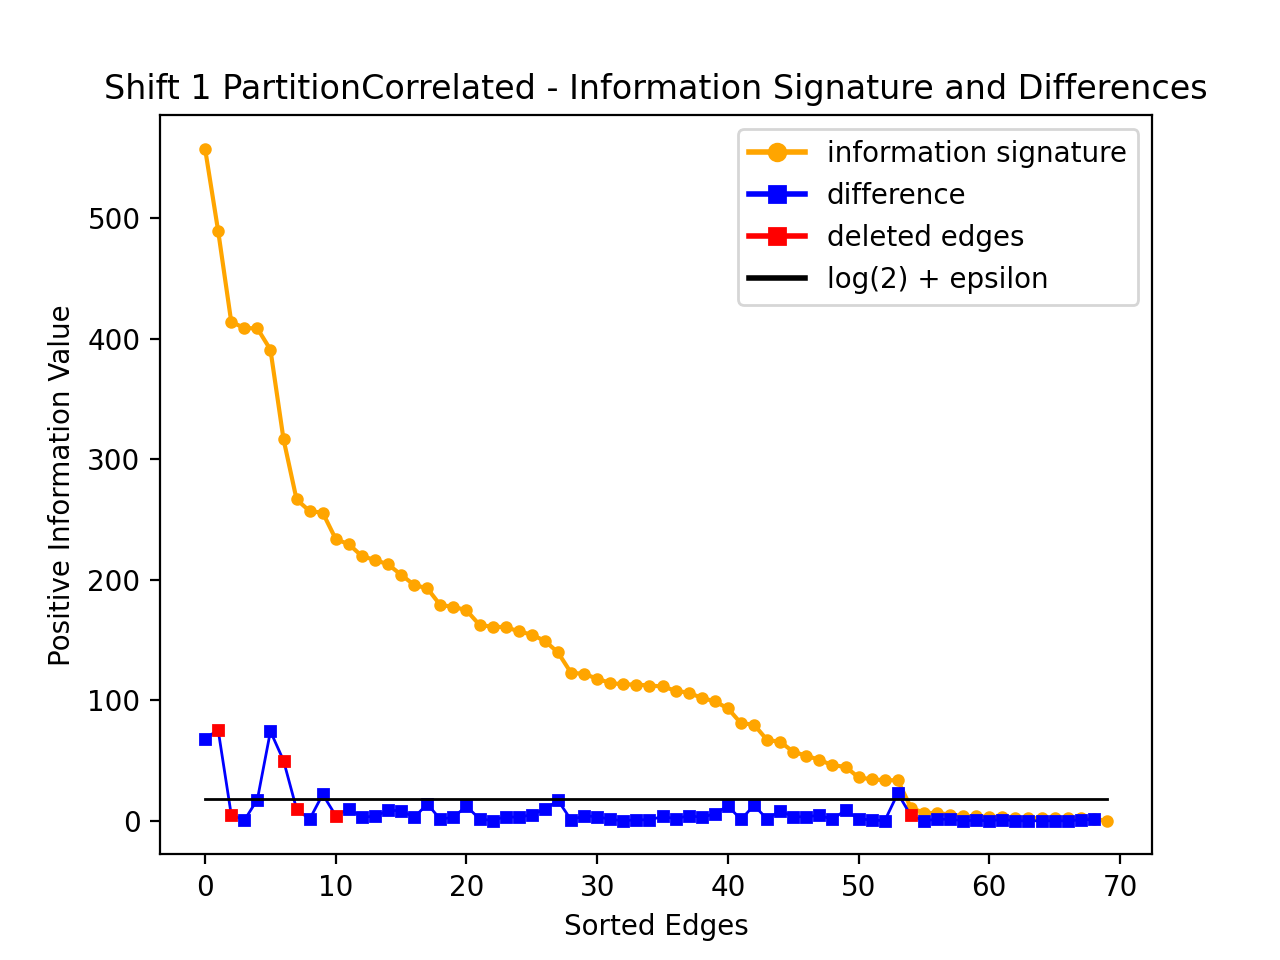 Shift 1 PartitionCorrelated - Information Signature and Differences
information signature
difference
deleted edges
log(2) + epsilon
Positive Information Value
500
400
300
200
100
0
0 10 20 30 40 50 60 70
Sorted Edges